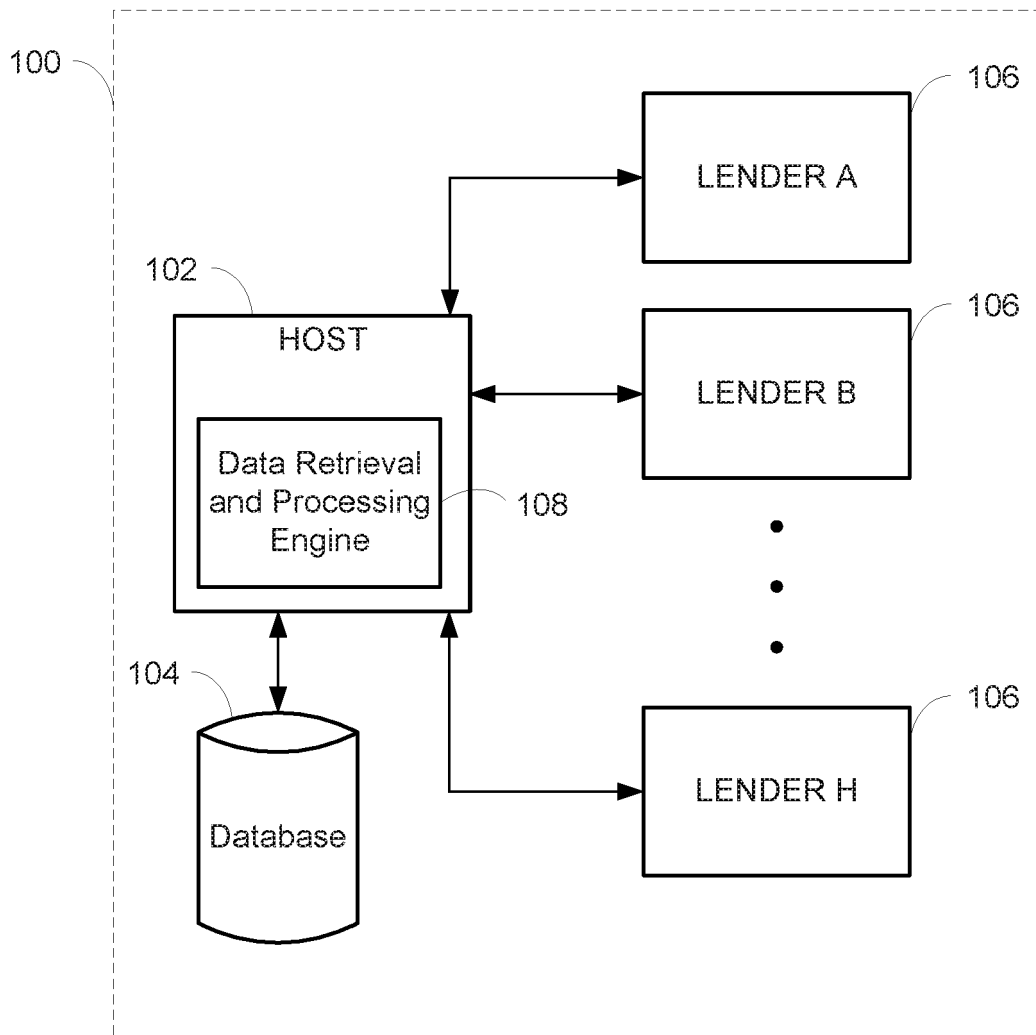 100
106
LENDER A
102
106
HOST
LENDER B
Data Retrieval
and Processing
Engine
108
104
106
LENDER H
Database